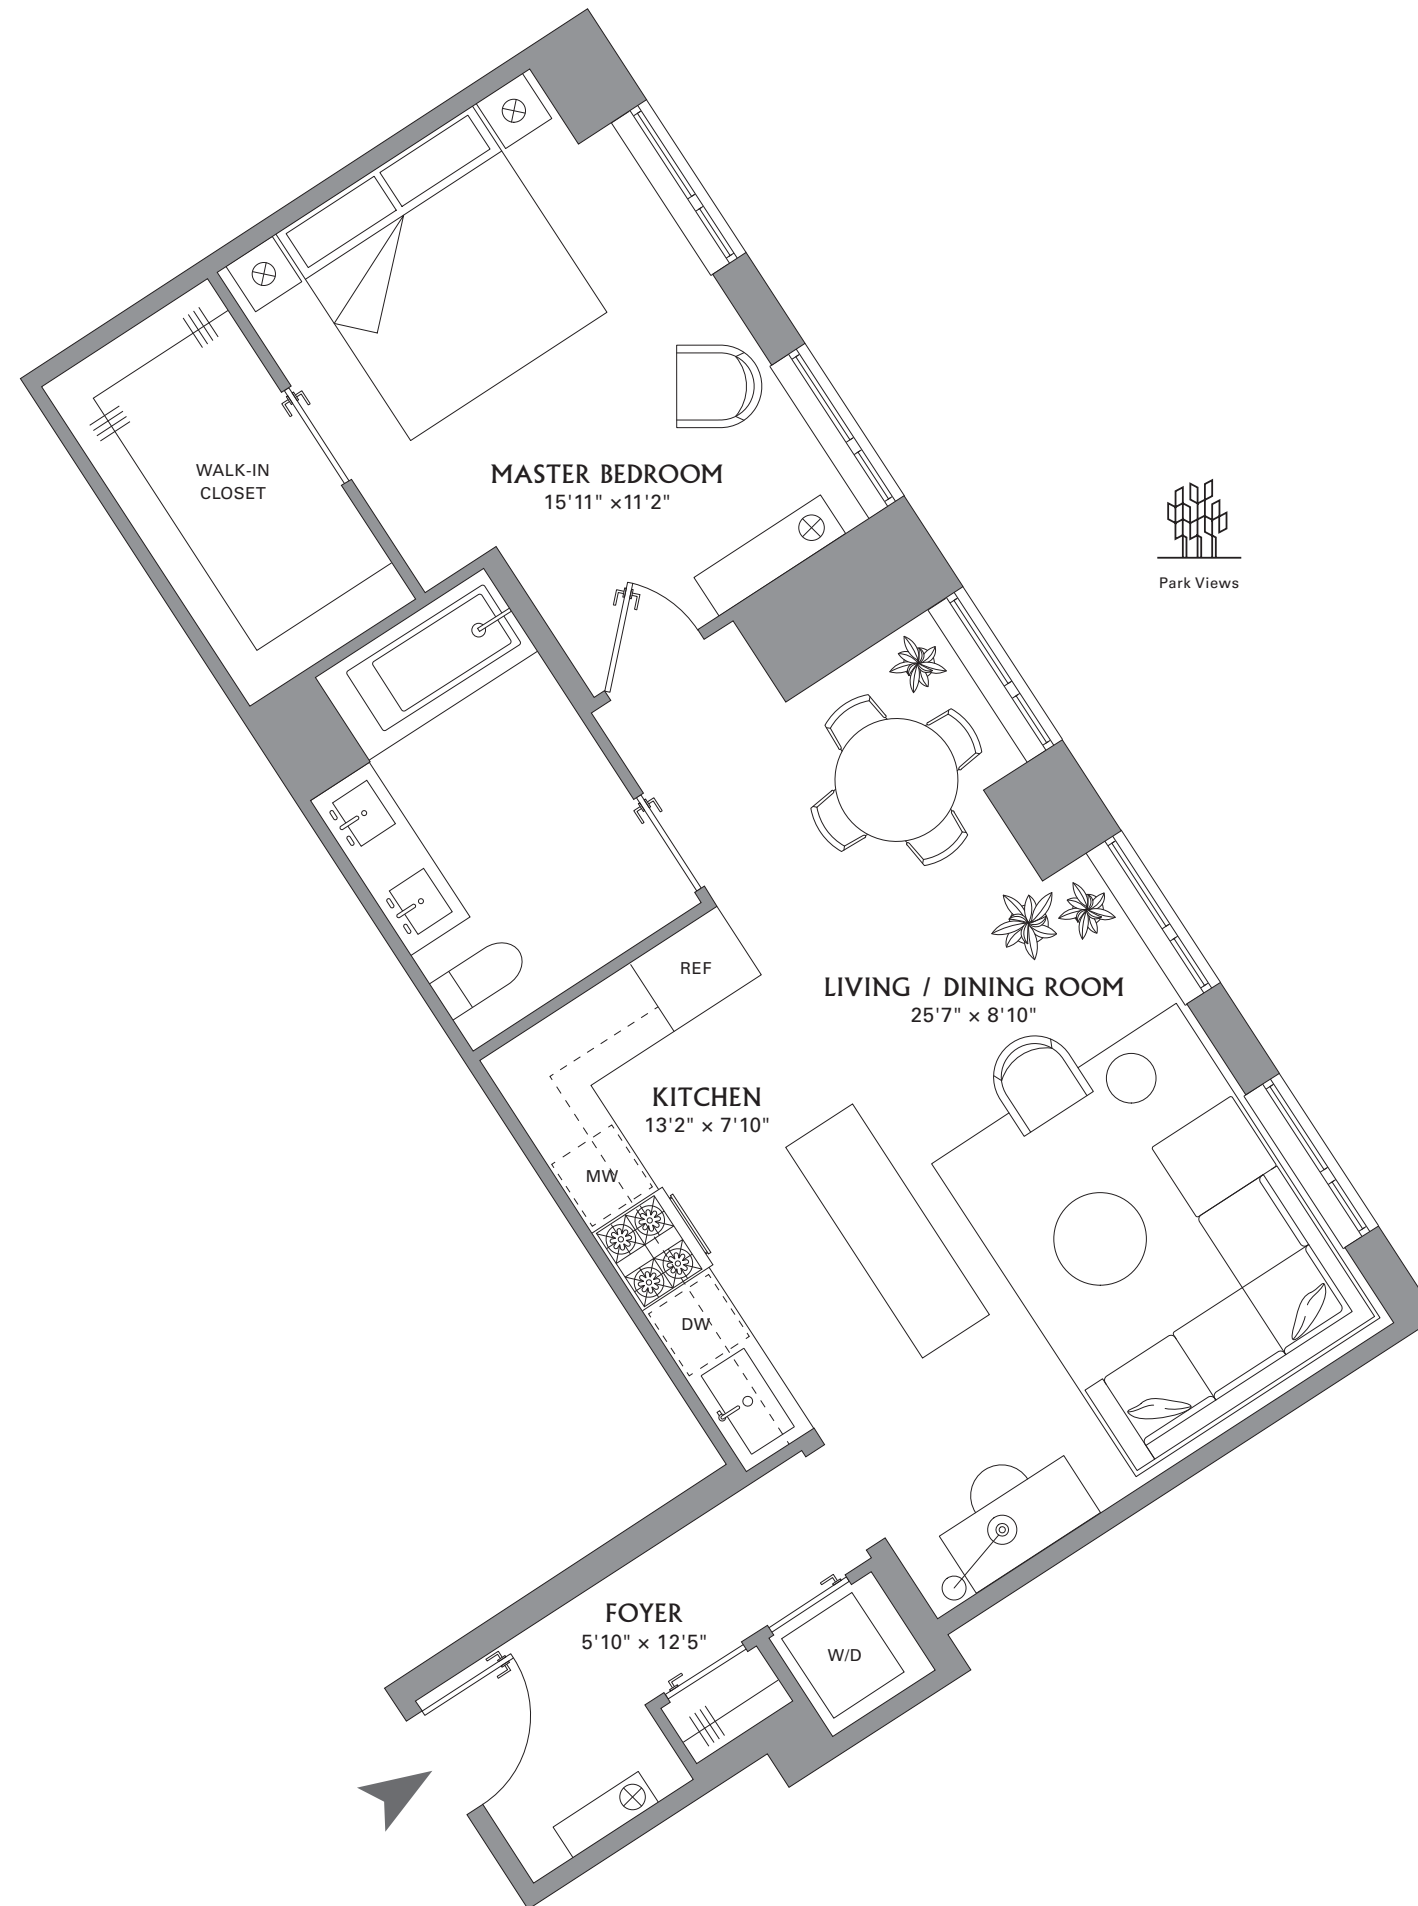 WALK-IN
CLOSET
MASTER BEDROOM
15'11" ×11'2"
Park Views
REF
LIVING / DINING ROOM
25'7" × 8'10"
KITCHEN
13'2" × 7'10"
MW
DW
FOYER
5'10" × 12'5"
W/D